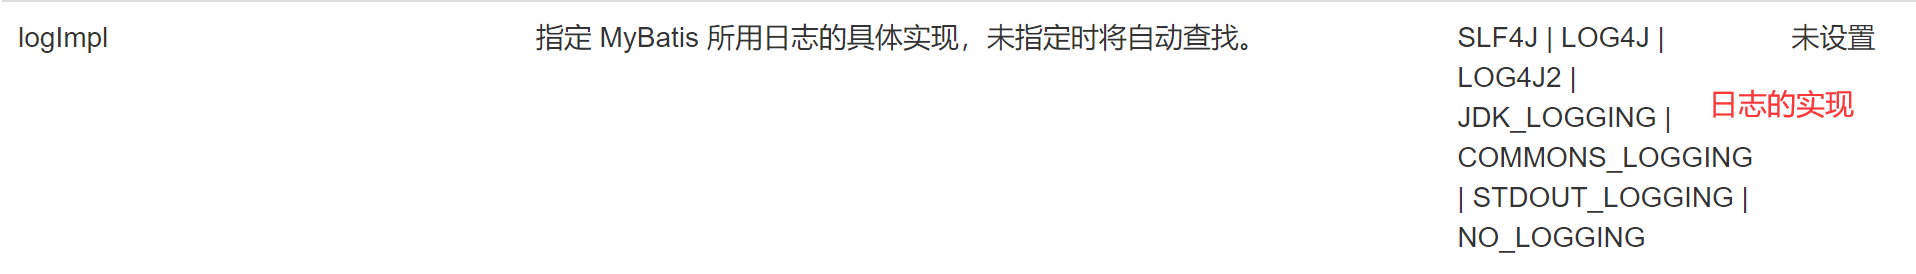 logImpl
指定 MyBatis 所用日志的具体实现，未指定时将自动查找。
SLF4J | LOG4J |
LOG4J2 |
JDK_LOGGING |
COMMONS_LOGGING
| STDOUT_LOGGING |
NO_LOGGING
未设置
日志的实现